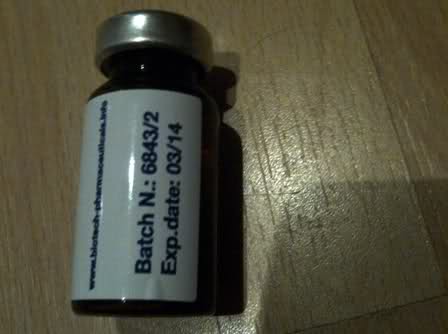 www.biotech-pharmaceuticals.info
Batch N.: 6843/2
Exp.date: 03/14